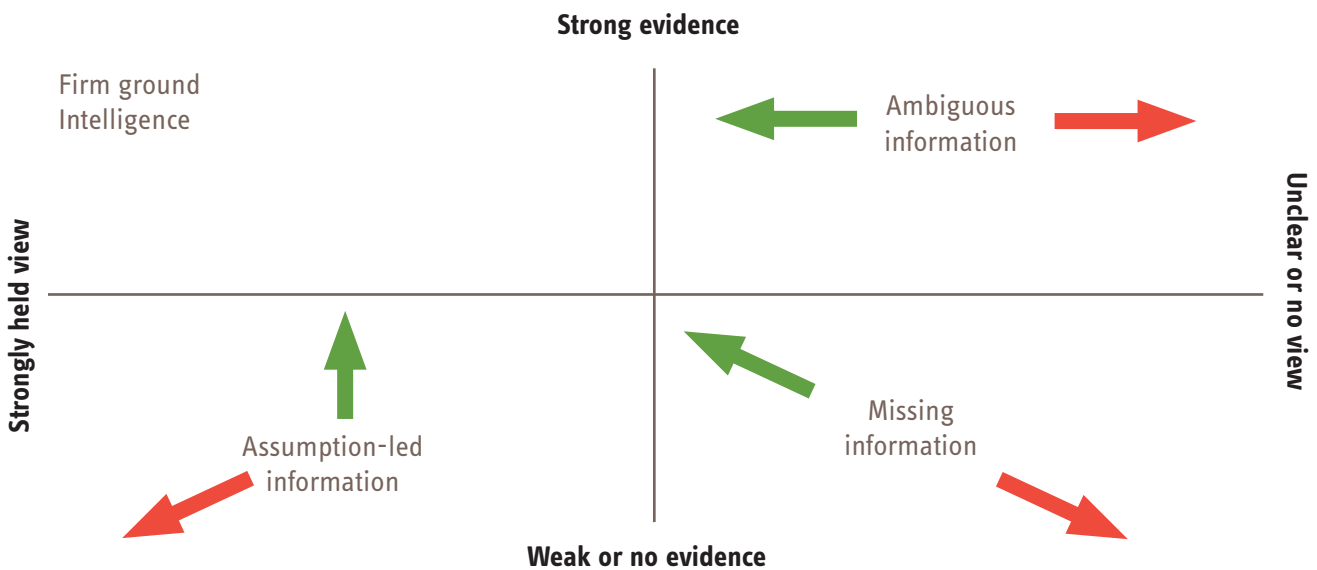 Strong evidence
Firm ground
Intelligence
Ambiguous
information
Strongly held view
Unclear or no view
Missing
information
Assumption-led
information
Weak or no evidence